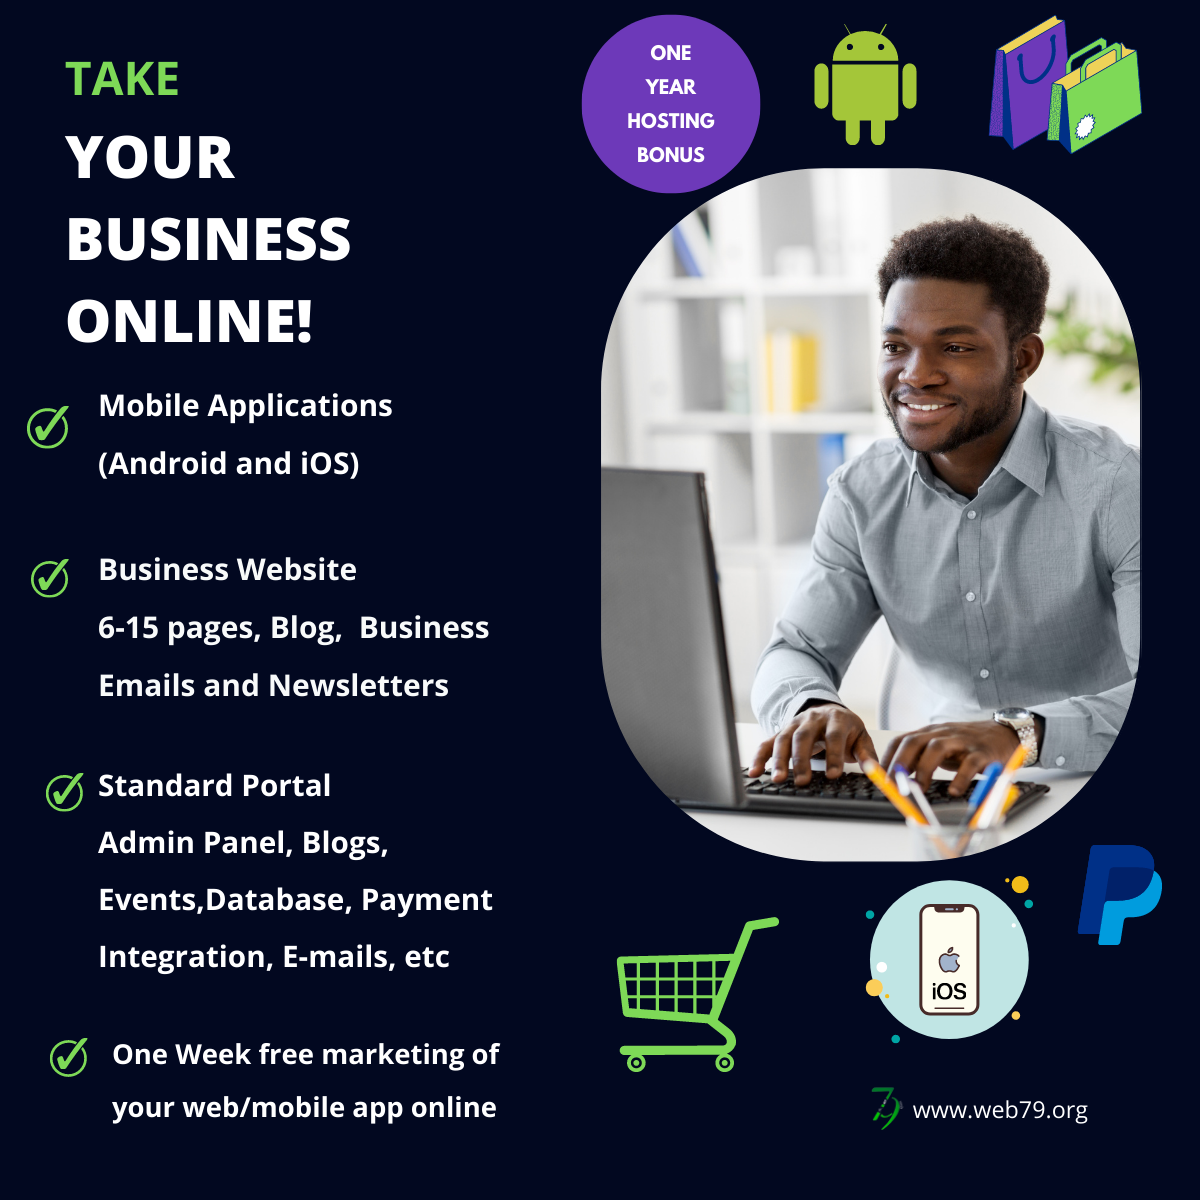 TAKE
YOUR
BUSINESS
ONLINE!
ONE
YEAR
HOSTING
BONUS
Mobile Applications
(Android and iOS)
Business Website
6-15 pages, Blog,  Business
Emails and Newsletters
Standard Portal
Admin Panel, Blogs,
Events,Database, Payment
Integration, E-mails, etc
One Week free marketing of
your web/mobile app online
iOS
79 www.web79.org